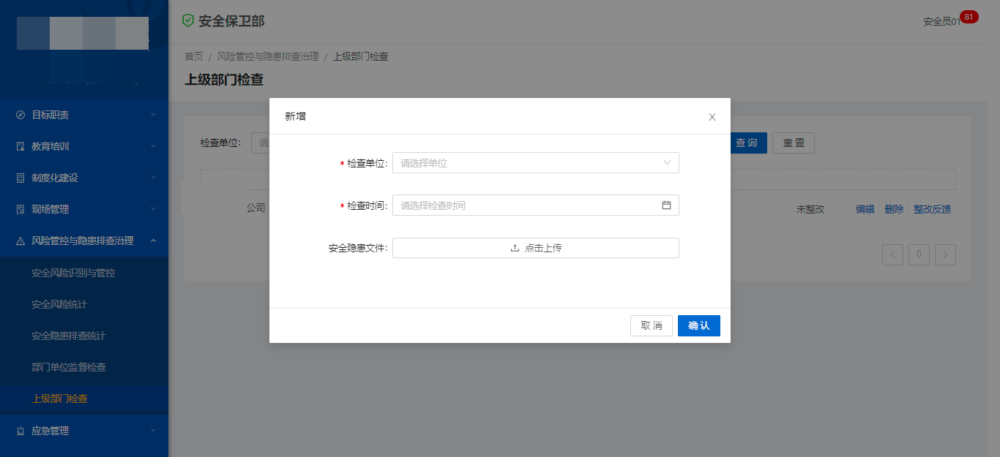 安全保卫部
安全员01
81
首页 / 风险管控与隐患排查治理 / 上级部门检查
上级部门检查
目标职责
教育培训
制度化建设
现场管理
风险管控与隐患排查治理
安全风险识别与管控
安全风险统计
安全隐患排查统计
部门单位监督检查
上级部门检查
应急管理
检查单位:
请
查 询
重 置
公司
未整改
编辑
删除
整改反馈
< 0 >
新增
* 检查单位: 请选择单位
* 检查时间: 请选择检查时间
安全隐患文件: 点击上传
取 消
确 认